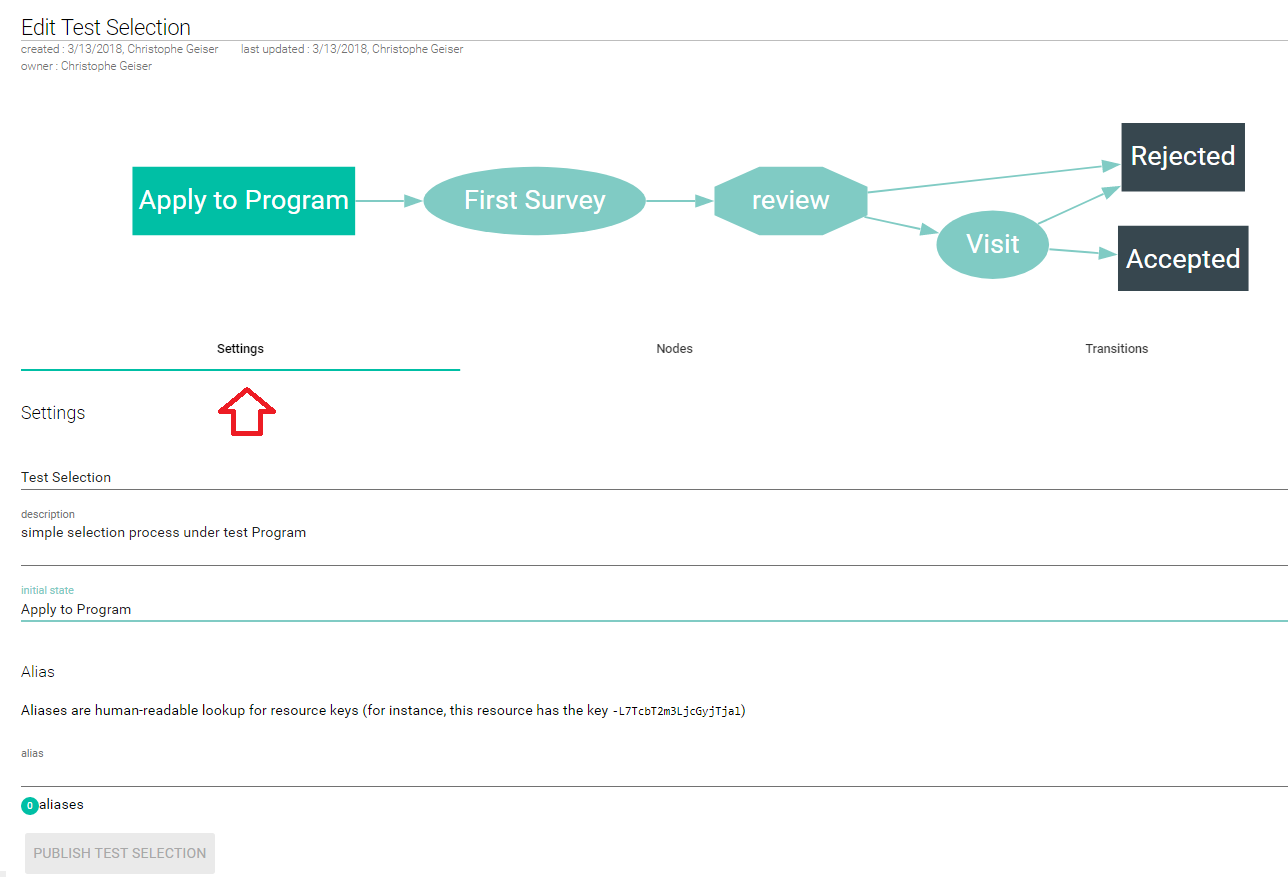 Edit Test Selection
created : 3/13/2018, Christophe Geiser last updated : 3/13/2018, Christophe Geiser
owner : Christophe Geiser
Rejected
Apply to Program
First Survey
review
Visit
Accepted
Settings Nodes Transitions
Settings
Test Selection
description
simple selection process under test Program
initial state
Apply to Program
Alias
Aliases are human-readable lookup for resource keys (for instance, this resource has the key -L7TcbT2m3LjcGyjTja1)
alias
0 aliases
PUBLISH TEST SELECTION